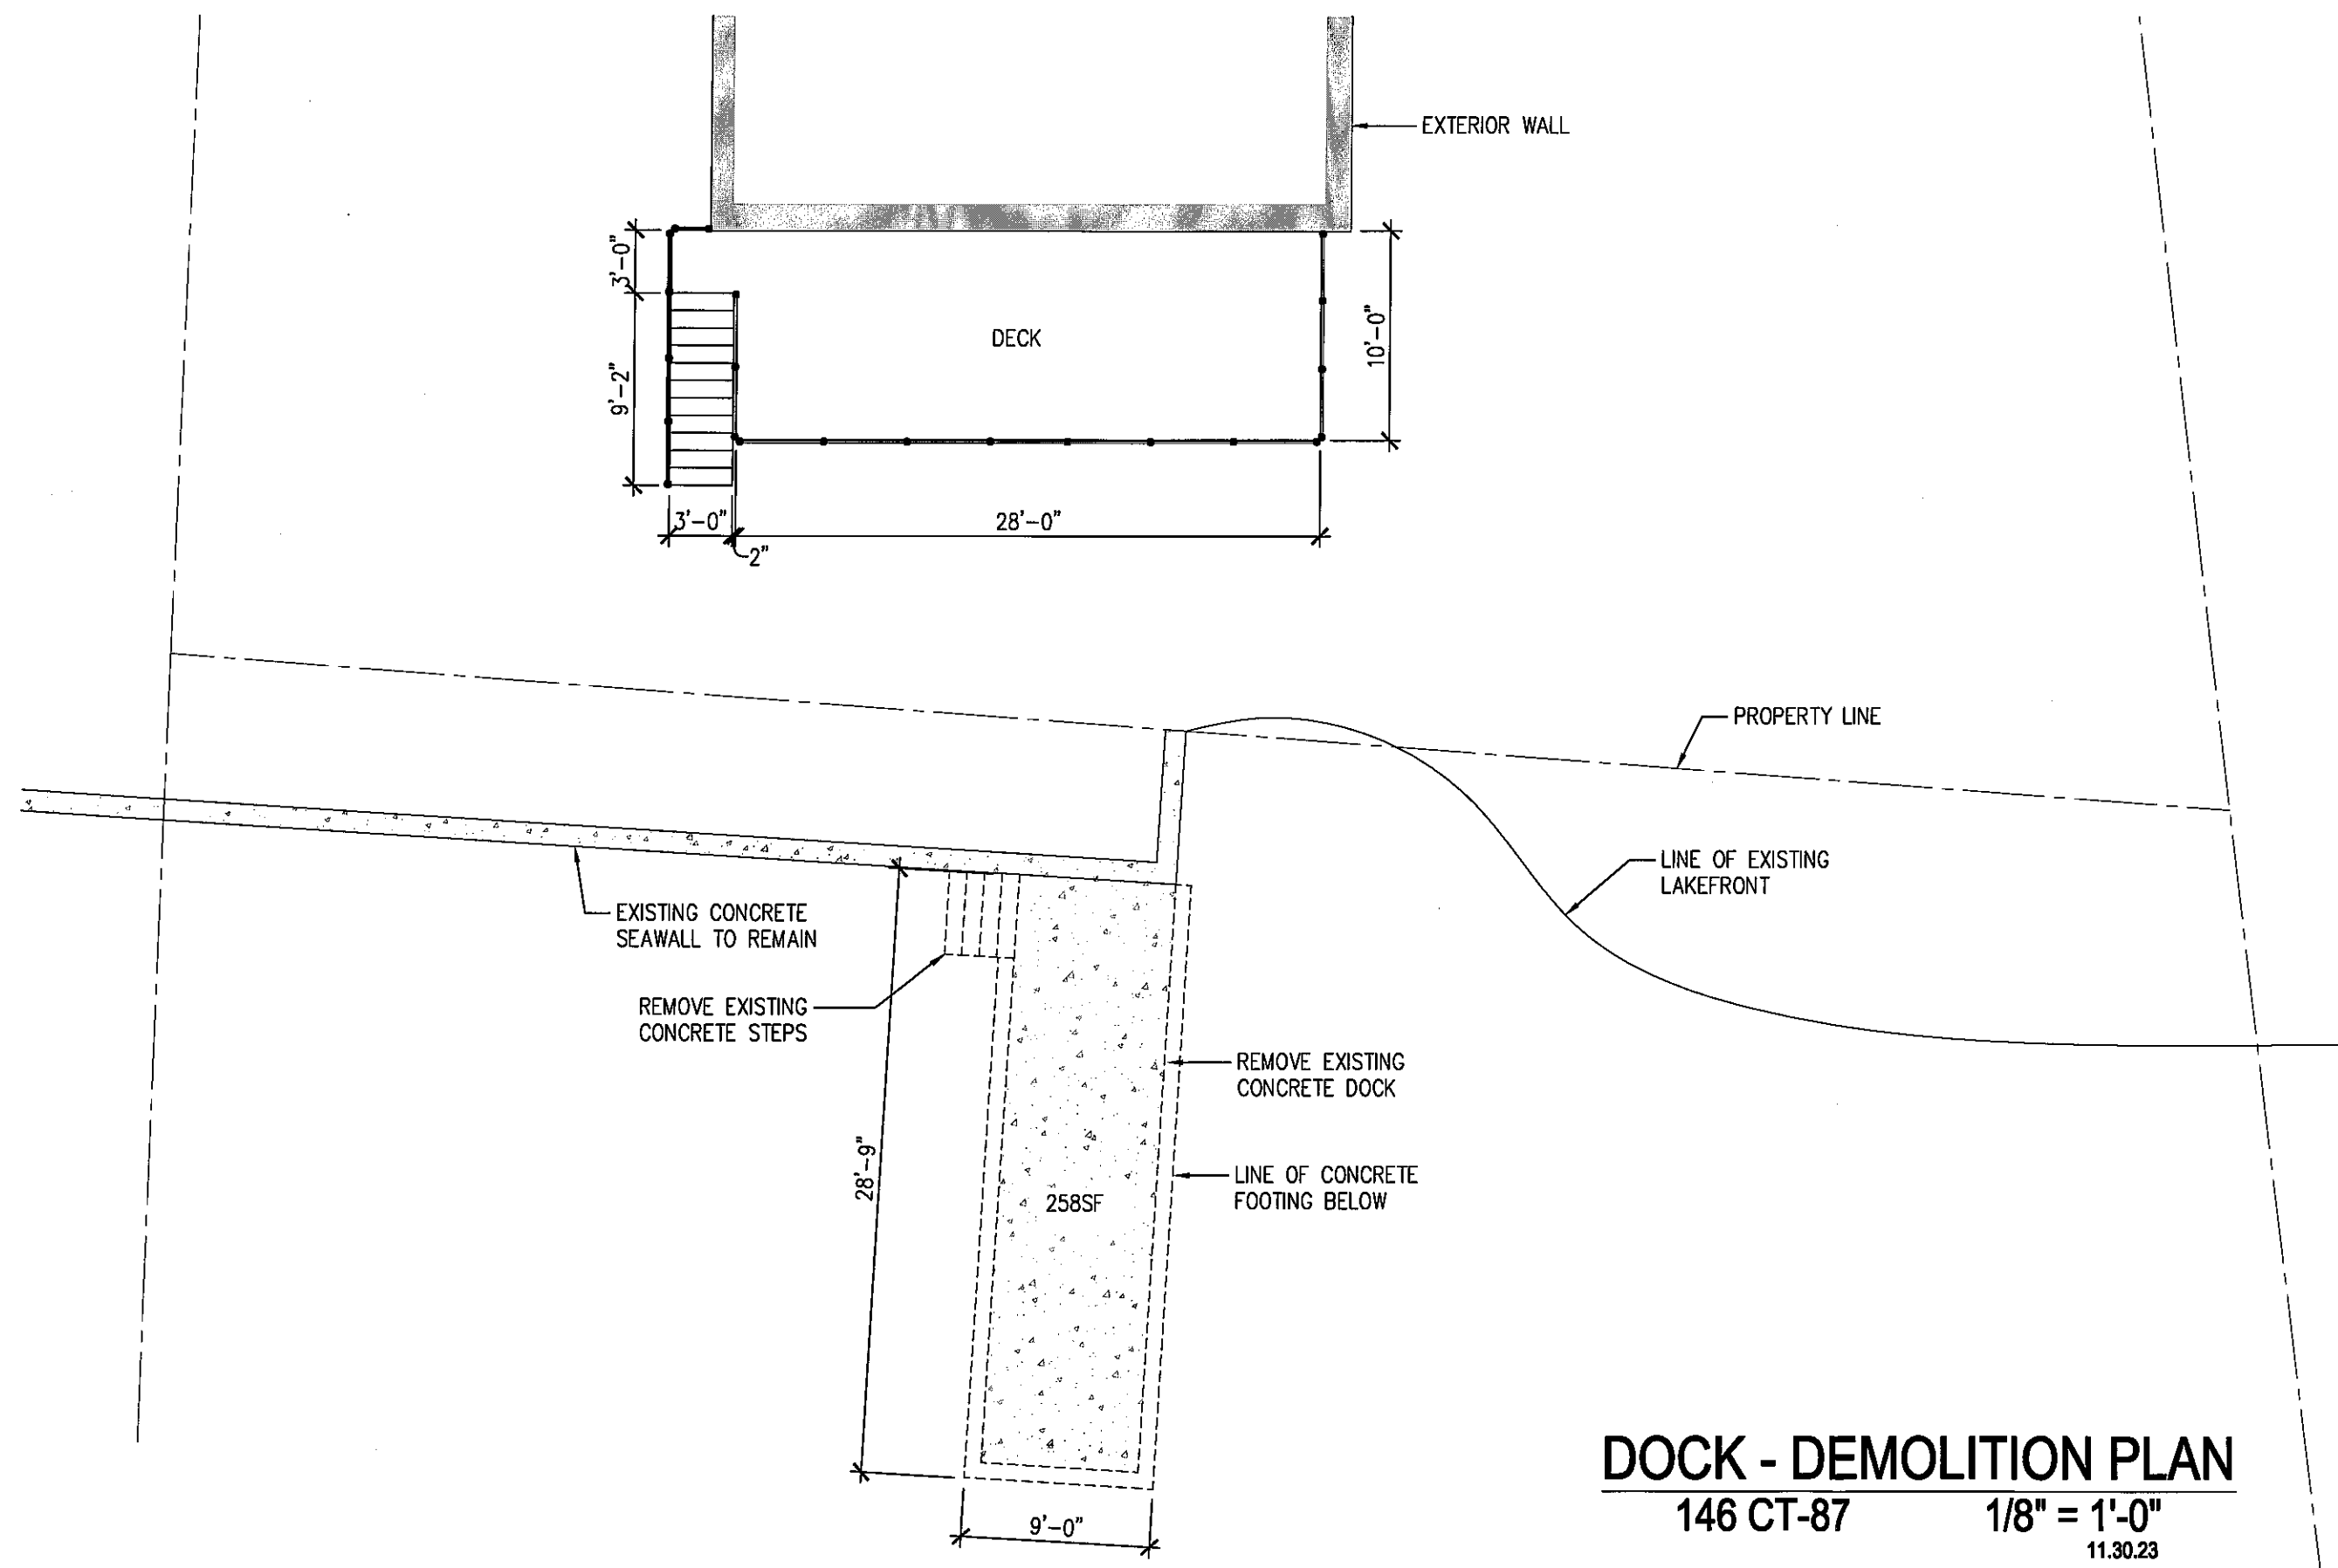 EXTERIOR WALL
3'-0"
DECK
10'-0"
9'-2"
3'-0"
28'-0"
2"
PROPERTY LINE
LINE OF EXISTING
LAKEFRONT
EXISTING CONCRETE
SEAWALL TO REMAIN
REMOVE EXISTING
CONCRETE STEPS
REMOVE EXISTING
CONCRETE DOCK
28'-9"
LINE OF CONCRETE
FOOTING BELOW
258SF
9'-0"
DOCK - DEMOLITION PLAN
146 CT-87 1/8" = 1'-0"
11.30.23